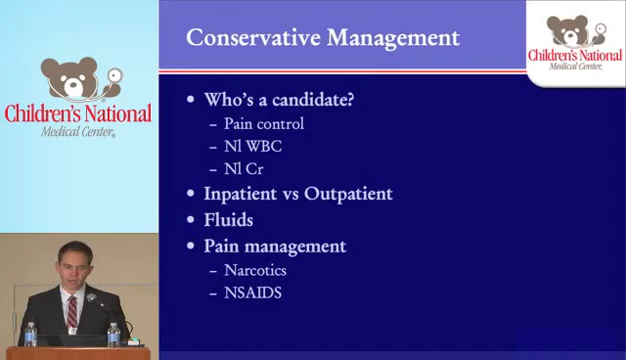 Children's National
Medical Center®
Conservative Management
Children's National
Medical Center.
• Who's a candidate?
– Pain control
– Nl WBC
– Nl Cr
• Inpatient vs Outpatient
• Fluids
• Pain management
– Narcotics
– NSAIDS